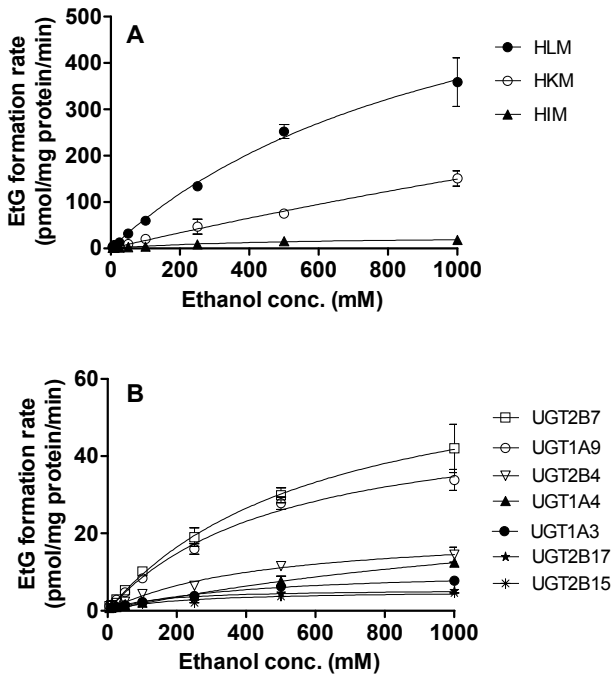 A
EtG formation rate
(pmol/mg protein/min)
500
400
300
200
100
0
0
200
400
600
800
1000
Ethanol conc. (mM)
HLM
HKM
HIM
B
EtG formation rate
(pmol/mg protein/min)
60
40
20
0
0
200
400
600
800
1000
Ethanol conc. (mM)
UGT2B7
UGT1A9
UGT2B4
UGT1A4
UGT1A3
UGT2B17
UGT2B15